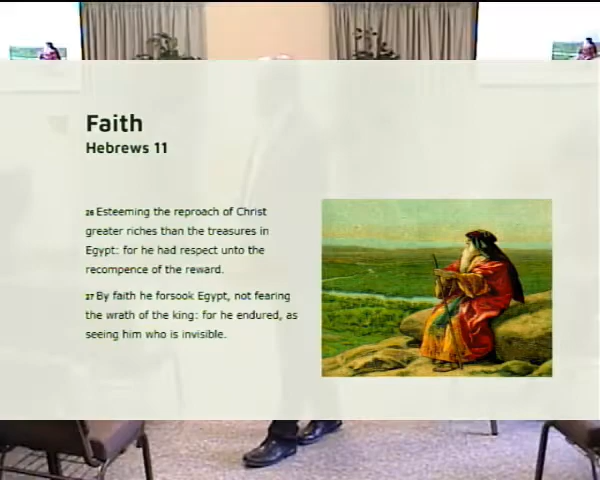 Faith
Hebrews 11
26 Esteeming the reproach of Christ
greater riches than the treasures in
Egypt: for he had respect unto the
recompence of the reward.
27 By faith he forsook Egypt, not fearing
the wrath of the king: for he endured, as
seeing him who is invisible.